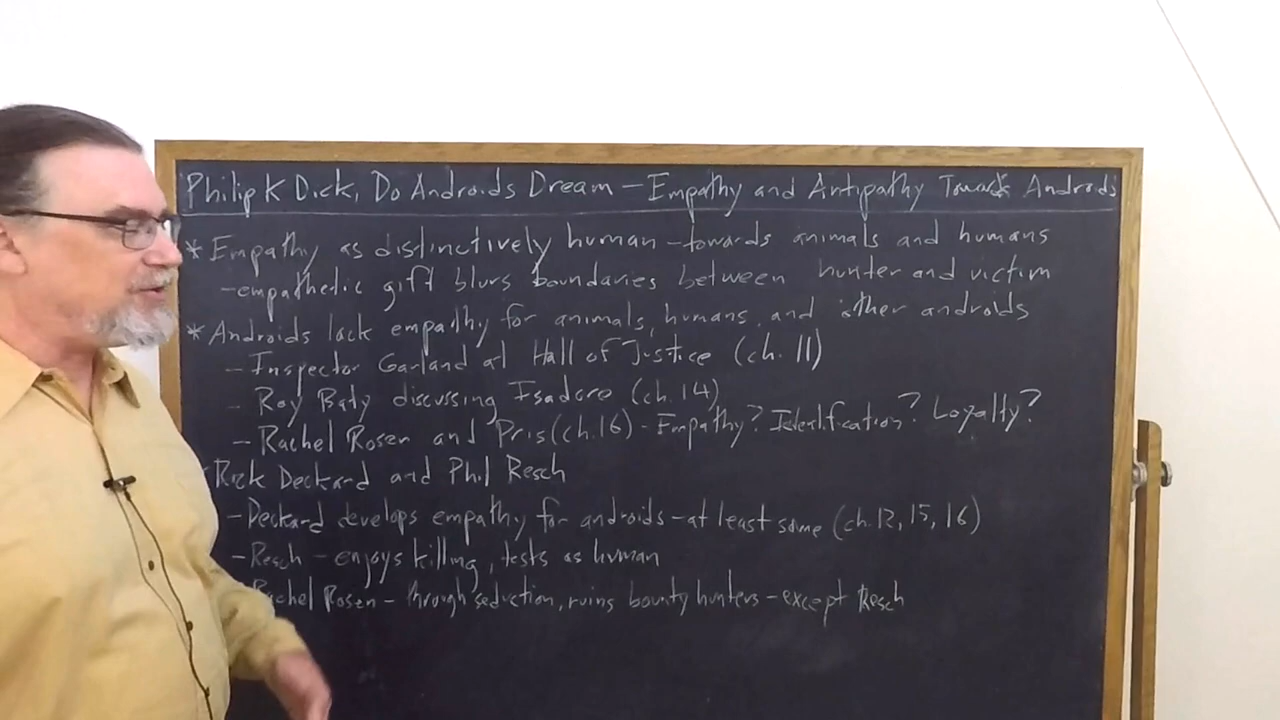 Philip K Dick, Do Androids Dream - Empathy and Antipathy Towards Androids
* Empathy as distinctively human - towards animals and humans
- empathetic gift blurs boundaries between hunter and victim
* Androids lack empathy for animals, humans, and other androids
- Inspector Garland at Hall of Justice (ch. 11)
- Roy Baty discussing Isadore (ch. 14)
- Rachel Rosen and Pris (ch. 16) - Empathy? Identification? Loyalty?
* Rick Deckard and Phil Resch
- Deckard develops empathy for androids - at least some (ch. 12, 15, 16)
- Resch - enjoys killing, tests as human
Rachel Rosen - through seduction, ruins bounty hunters - except Resch